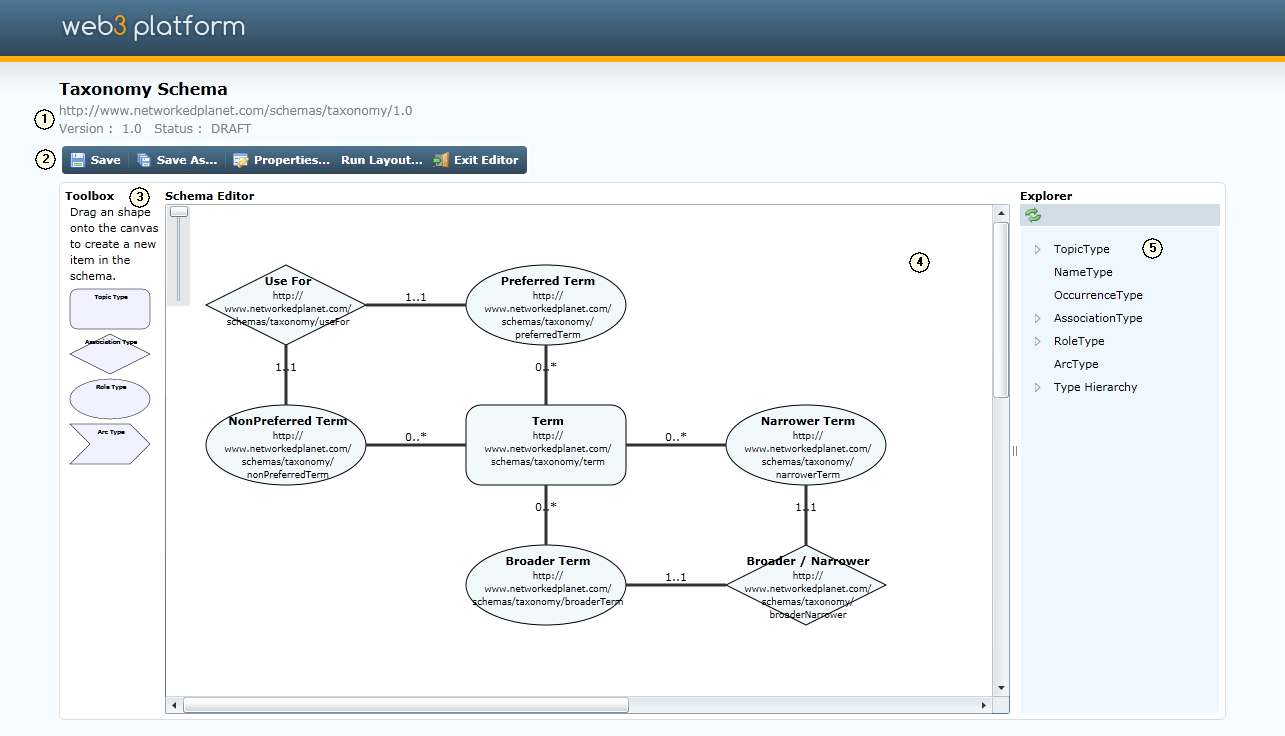 web3 platform
Taxonomy Schema
http://www.networkedplanet.com/schemas/taxonomy/1.0
1
Version : 1.0 Status : DRAFT
2
Save Save As... Properties... Run Layout... Exit Editor
Toolbox
3
Drag an shape
onto the canvas
to create a new
item in the
schema.
Topic Type
Association Type
Role Type
Arc Type
Schema Editor
4
Use For
http://
www.networkedplanet.com/
schemas/taxonomy/useFor
1..1
Preferred Term
http://
www.networkedplanet.com/
schemas/taxonomy/
preferredTerm
1..1
0..*
NonPreferred Term
http://
www.networkedplanet.com/
schemas/taxonomy/
nonPreferredTerm
0..*
Term
http://
www.networkedplanet.com/
schemas/taxonomy/term
0..*
Narrower Term
http://
www.networkedplanet.com/
schemas/taxonomy/
narrowerTerm
0..*
1..1
Broader Term
http://
www.networkedplanet.com/
schemas/taxonomy/broaderTerm
1..1
Broader / Narrower
http://
www.networkedplanet.com/
schemas/taxonomy/
broaderNarrower
Explorer
5
TopicType
NameType
OccurrenceType
AssociationType
RoleType
ArcType
Type Hierarchy